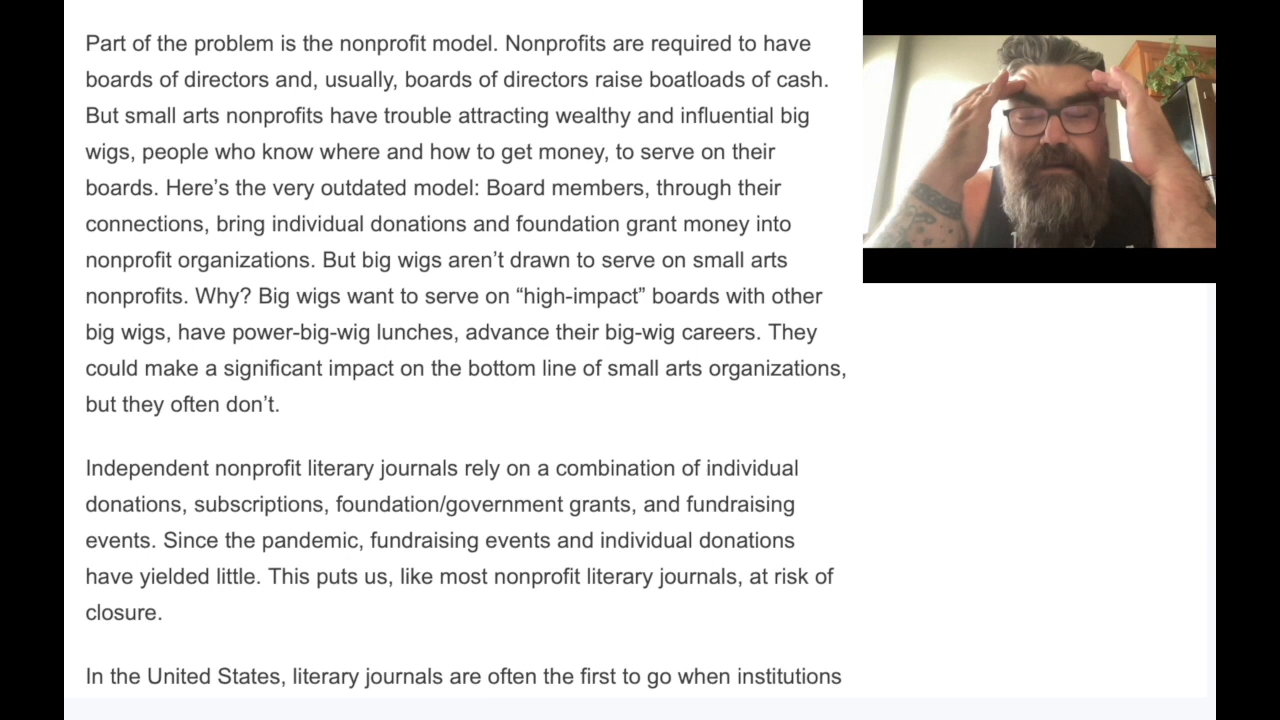 Part of the problem is the nonprofit model. Nonprofits are required to have
boards of directors and, usually, boards of directors raise boatloads of cash.
But small arts nonprofits have trouble attracting wealthy and influential big
wigs, people who know where and how to get money, to serve on their
boards. Here’s the very outdated model: Board members, through their
connections, bring individual donations and foundation grant money into
nonprofit organizations. But big wigs aren’t drawn to serve on small arts
nonprofits. Why? Big wigs want to serve on “high-impact” boards with other
big wigs, have power-big-wig lunches, advance their big-wig careers. They
could make a significant impact on the bottom line of small arts organizations,
but they often don’t.
Independent nonprofit literary journals rely on a combination of individual
donations, subscriptions, foundation/government grants, and fundraising
events. Since the pandemic, fundraising events and individual donations
have yielded little. This puts us, like most nonprofit literary journals, at risk of
closure.
In the United States, literary journals are often the first to go when institutions